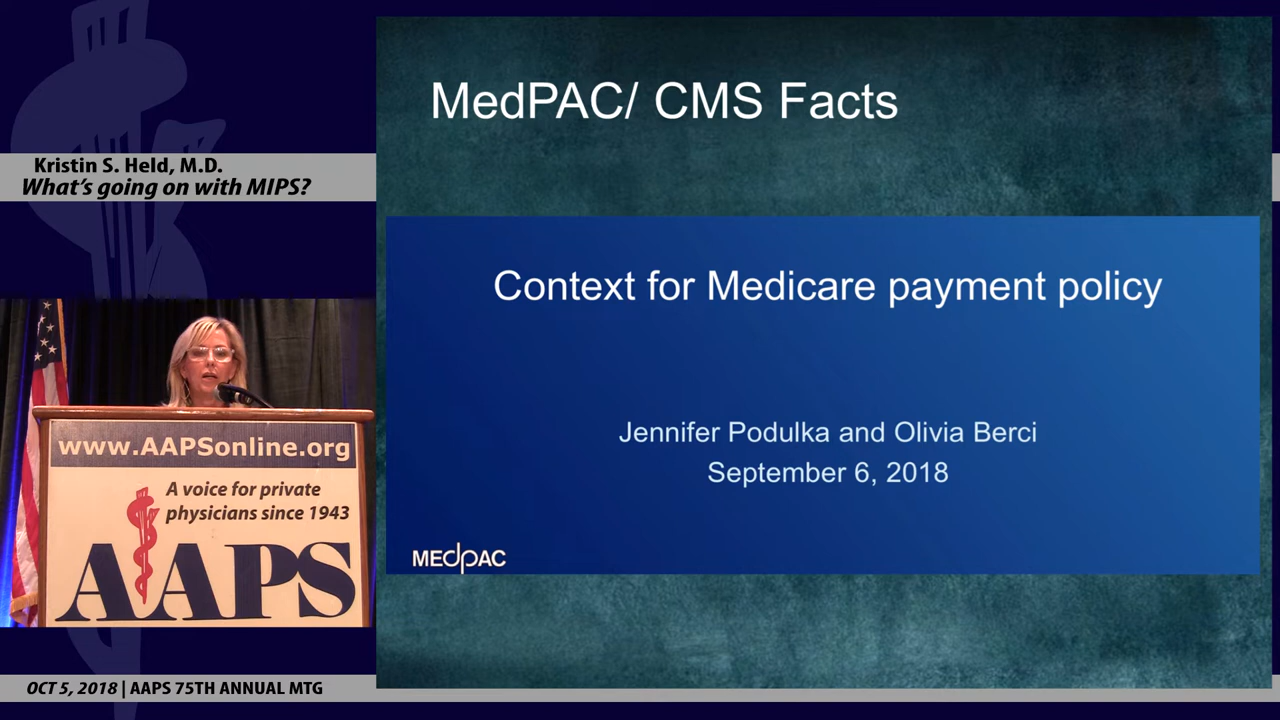 Kristin S. Held, M.D.
What's going on with MIPS?
www.AAPSonline.org
A voice for private
physicians since 1943
AAPS
OCT 5, 2018 | AAPS 75TH ANNUAL MTG
MedPAC/ CMS Facts
Context for Medicare payment policy
Jennifer Podulka and Olivia Berci
September 6, 2018
MEdpAC